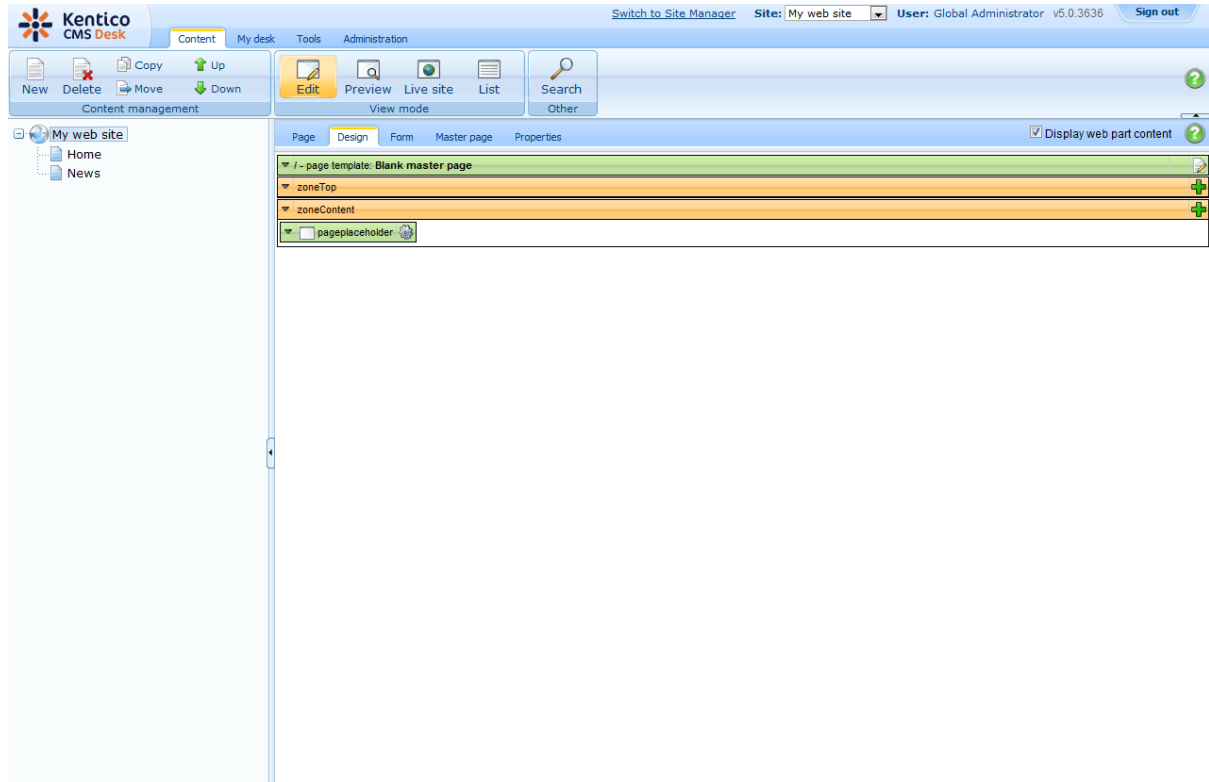 Kentico
CMS Desk
Switch to Site Manager Site: My web site User: Global Administrator v5.0.3636 Sign out
Content My desk Tools Administration
New Delete Copy Move Up Down
Content management
Edit Preview Live site List
View mode
Search
Other
My web site
Home
News
Page Design Form Master page Properties Display web part content
/ - page template: Blank master page
zoneTop
zoneContent
pageplaceholder